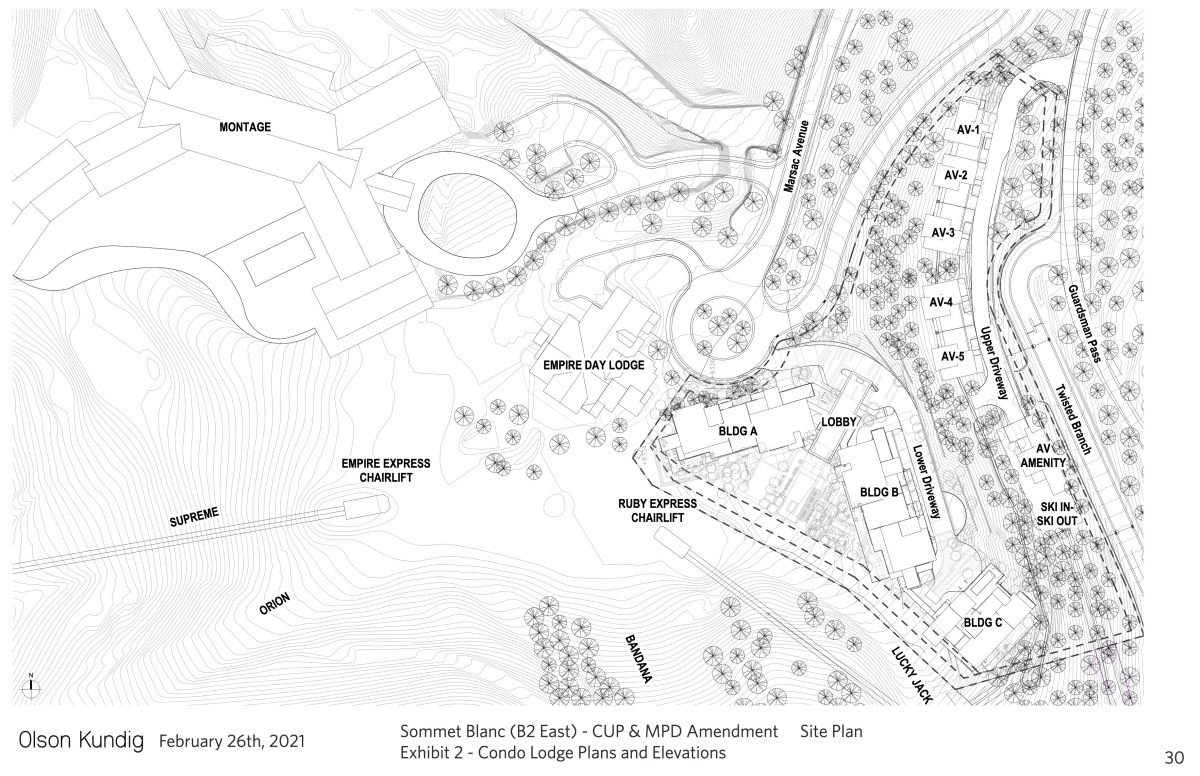 MONTAGE
Marsac Avenue
AV-1
AV-2
AV-3
AV-4
AV-5
Guardsman Pass
Upper Driveway
EMPIRE DAY LODGE
Twisted Branch
BLDG A
LOBBY
AV
AMENITY
Lower Driveway
EMPIRE EXPRESS
CHAIRLIFT
BLDG B
RUBY EXPRESS
CHAIRLIFT
SKI IN-
SKI OUT
SUPREME
ORION
BANDANA
BLDG C
LUCKY JACK
N
Olson Kundig
February 26th, 2021
Sommet Blanc (B2 East) - CUP & MPD Amendment
Site Plan
Exhibit 2 - Condo Lodge Plans and Elevations
30